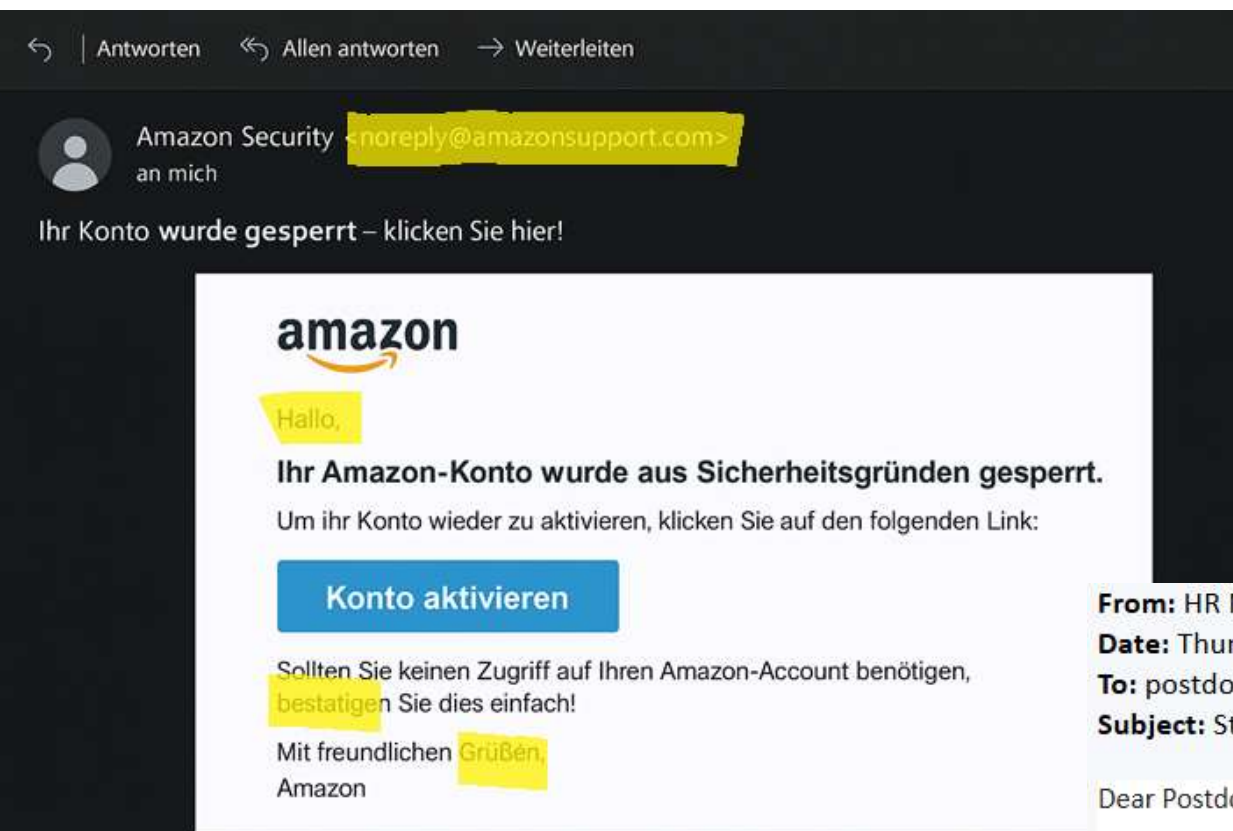 Antworten Allen antworten Weiterleiten
Amazon Security <noreply@amazonsupport.com>
an mich
Ihr Konto wurde gesperrt – klicken Sie hier!
amazon
Hallo,
Ihr Amazon-Konto wurde aus Sicherheitsgründen gesperrt.
Um ihr Konto wieder zu aktivieren, klicken Sie auf den folgenden Link:
Konto aktivieren
Sollten Sie keinen Zugriff auf Ihren Amazon-Account benötigen,
bestatigen Sie dies einfach!
Mit freundlichen Grüßén,
Amazon
From: HR
Date:
To:
Subject:
Dear